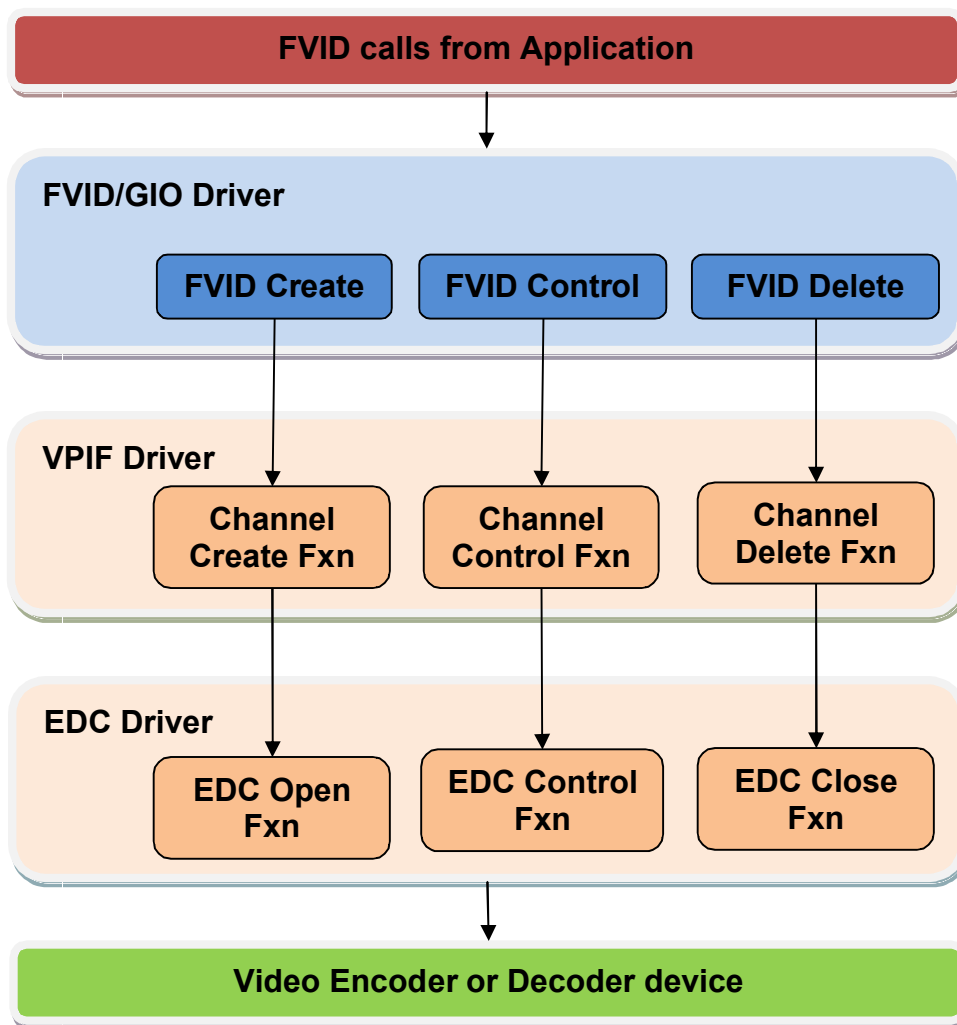 FVID calls from Application
FVID/GIO Driver
FVID Create
FVID Control
FVID Delete
VPIF Driver
Channel
Create Fxn
Channel
Control Fxn
Channel
Delete Fxn
EDC Driver
EDC Open
Fxn
EDC Control
Fxn
EDC Close
Fxn
Video Encoder or Decoder device